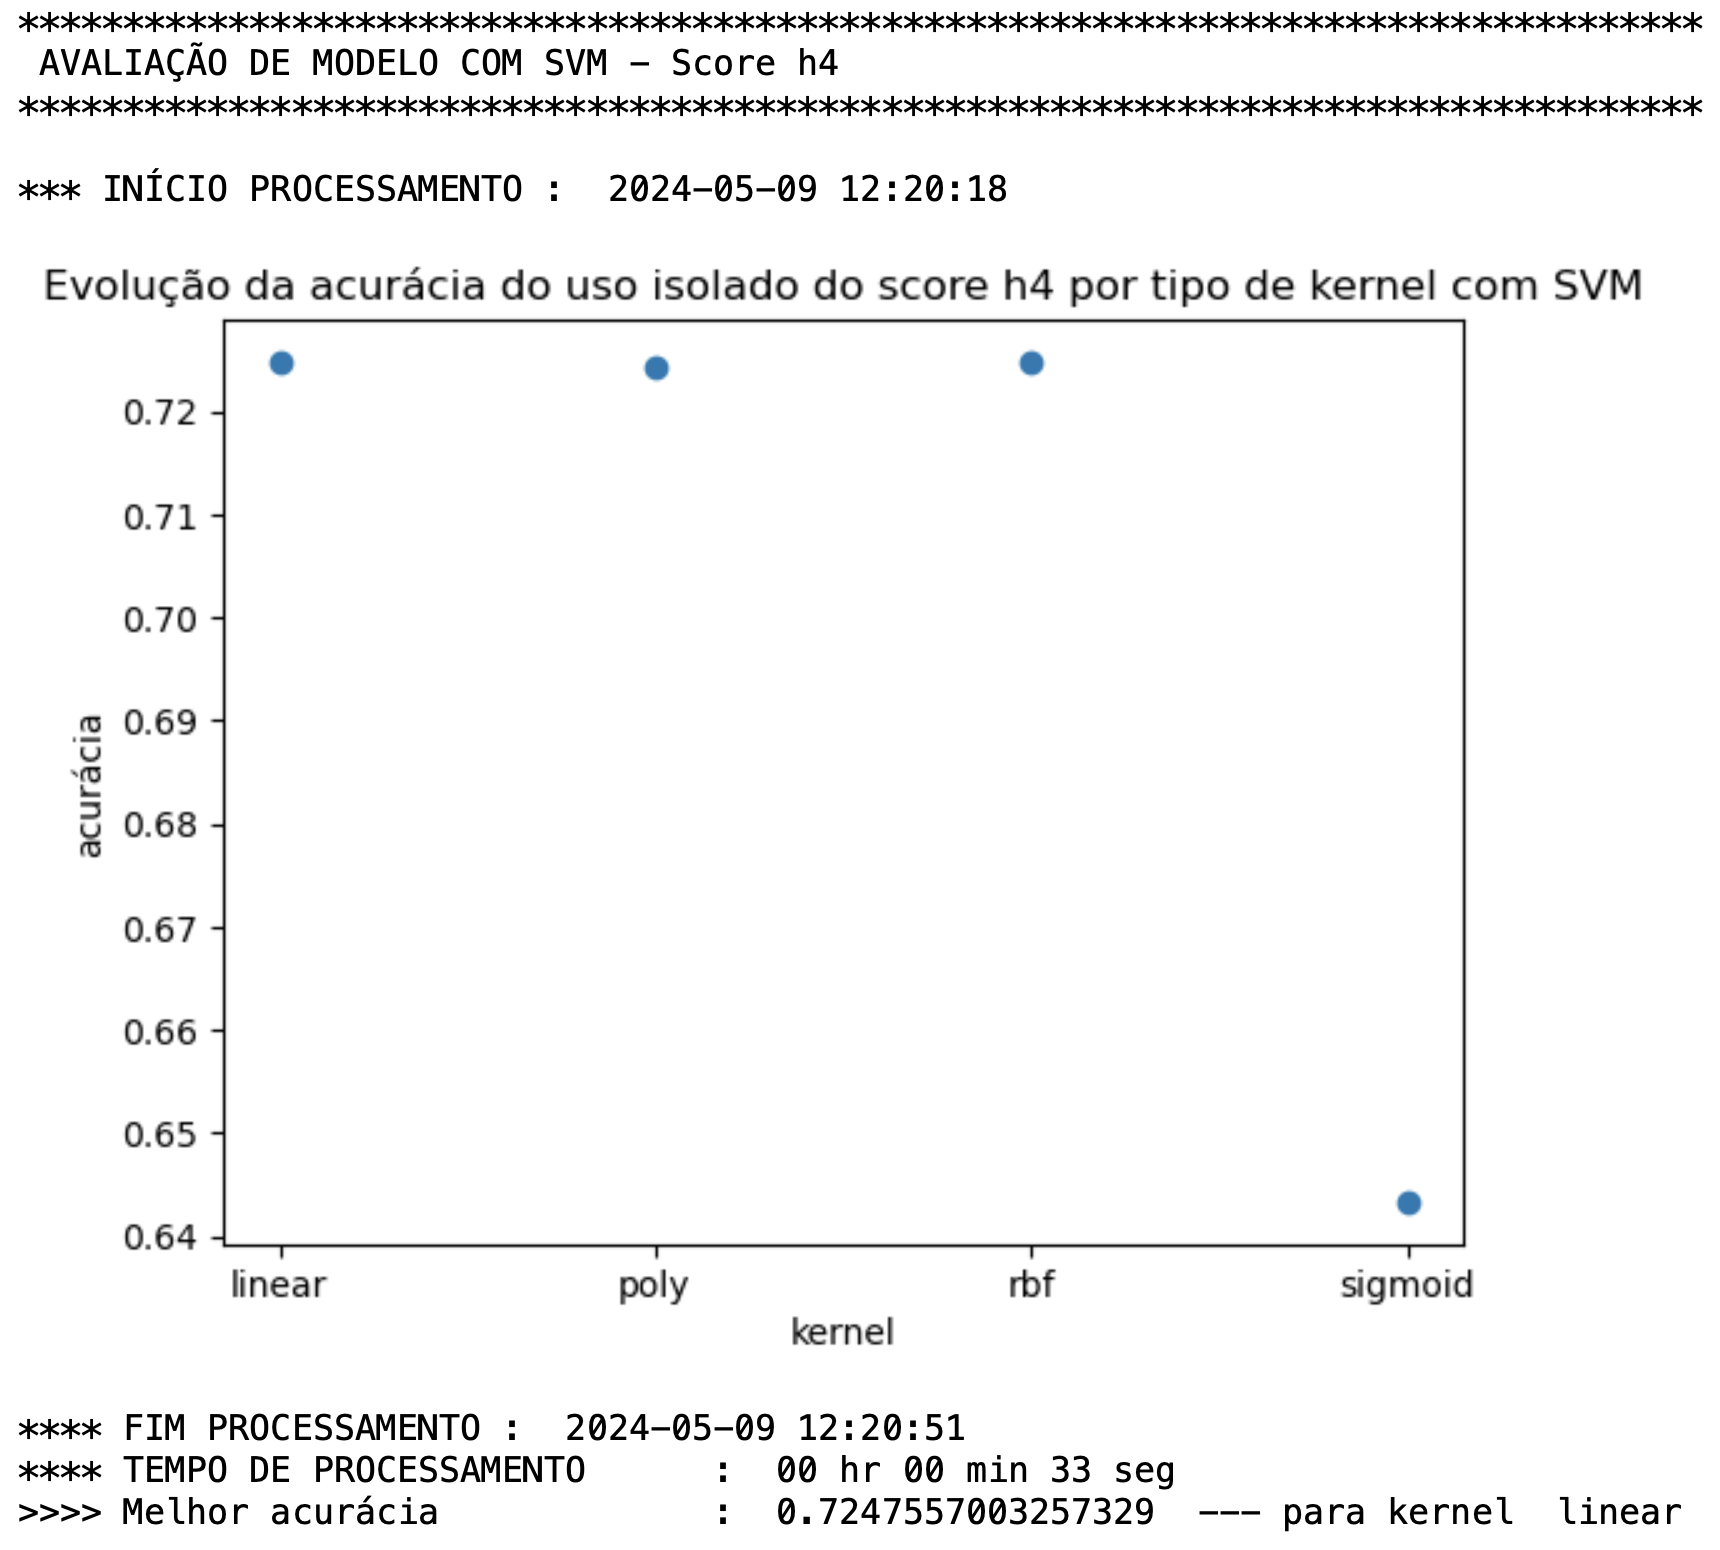 ********************************************************************************
AVALIAÇÃO DE MODELO COM SVM - Score h4
********************************************************************************
*** INÍCIO PROCESSAMENTO :  2024-05-09 12:20:18
Evolução da acurácia do uso isolado do score h4 por tipo de kernel com SVM
0.72
0.71
0.70
0.69
0.68
0.67
0.66
0.65
0.64
acurácia
linear poly rbf sigmoid
kernel
**** FIM PROCESSAMENTO :  2024-05-09 12:20:51
**** TEMPO DE PROCESSAMENTO      :  00 hr 00 min 33 seg
>>>> Melhor acurácia             :  0.7247557003257329  --- para kernel  linear